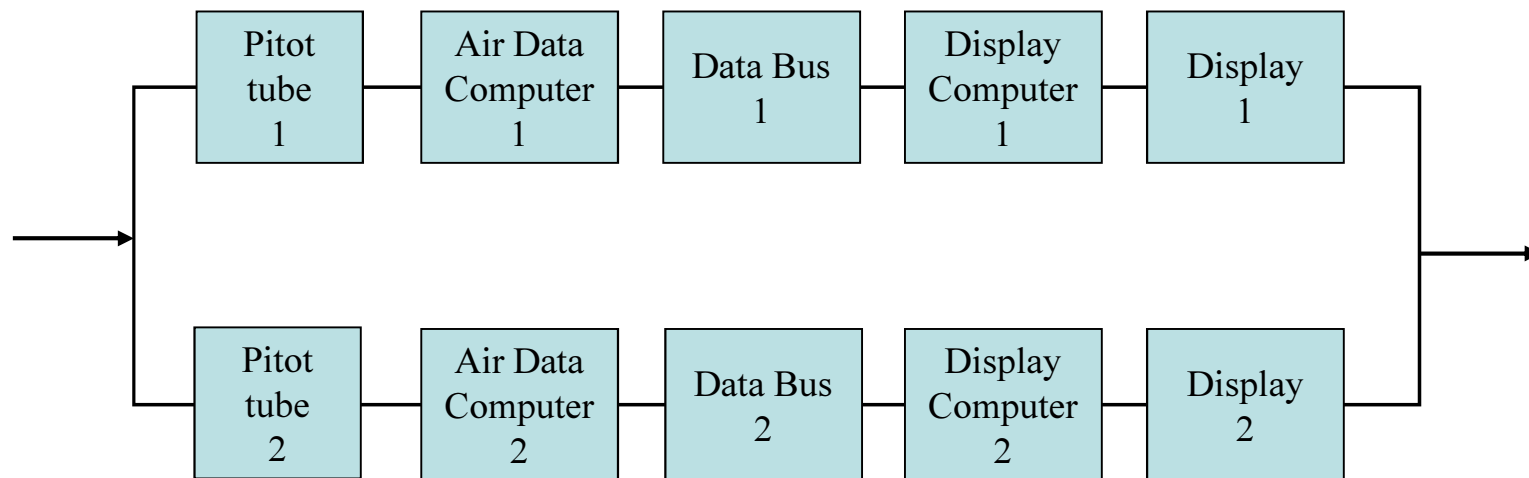 Pitot
tube
1
Air Data
Computer
1
Data Bus
1
Display
Computer
1
Display
1
Pitot
tube
2
Air Data
Computer
2
Data Bus
2
Display
Computer
2
Display
2